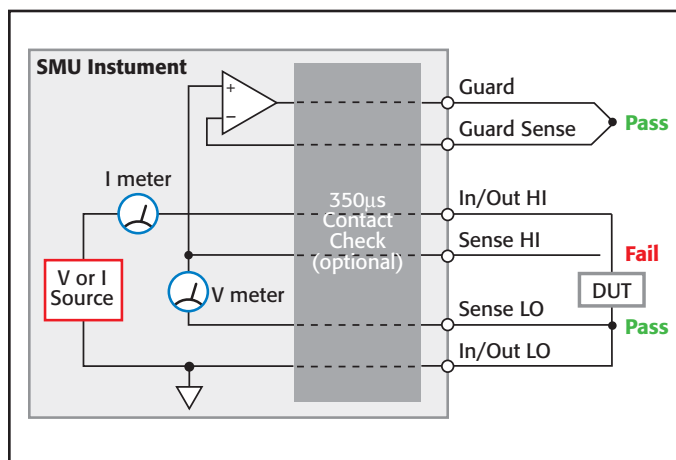 SMU Instument
+
−
Guard
Guard Sense
Pass
I meter
350µs
Contact
Check
(optional)
In/Out HI
Sense HI
Fail
V or I
Source
V meter
DUT
Sense LO
Pass
In/Out LO